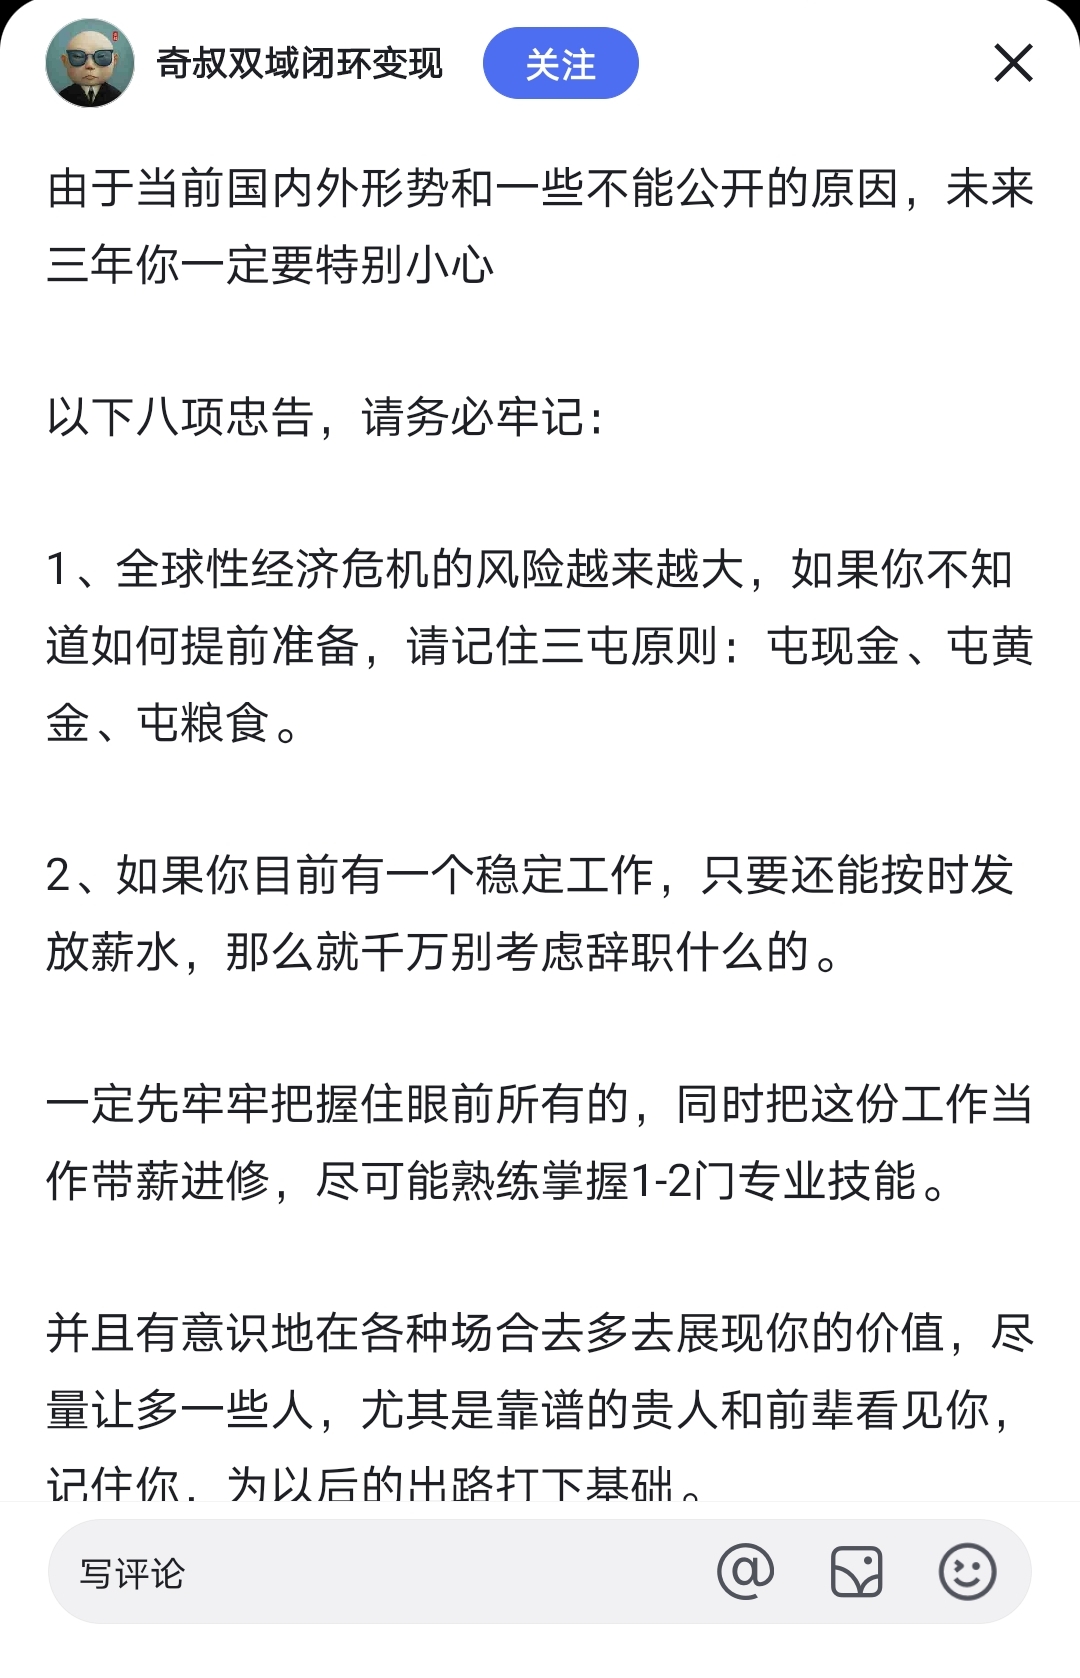 奇叔双域闭环变现
关注
由于当前国内外形势和一些不能公开的原因，未来
三年你一定要特别小心
以下八项忠告，请务必牢记：
1、全球性经济危机的风险越来越大，如果你不知
道如何提前准备，请记住三屯原则：屯现金、屯黄
金、屯粮食。
2、如果你目前有一个稳定工作，只要还能按时发
放薪水，那么就千万别考虑辞职什么的。
一定先牢牢把握住眼前所有的，同时把这份工作当
作带薪进修，尽可能熟练掌握1-2门专业技能。
并且有意识地在各种场合去多去展现你的价值，尽
量让多一些人，尤其是靠谱的贵人和前辈看见你，
记住你，为以后的出路打下基础。
写评论